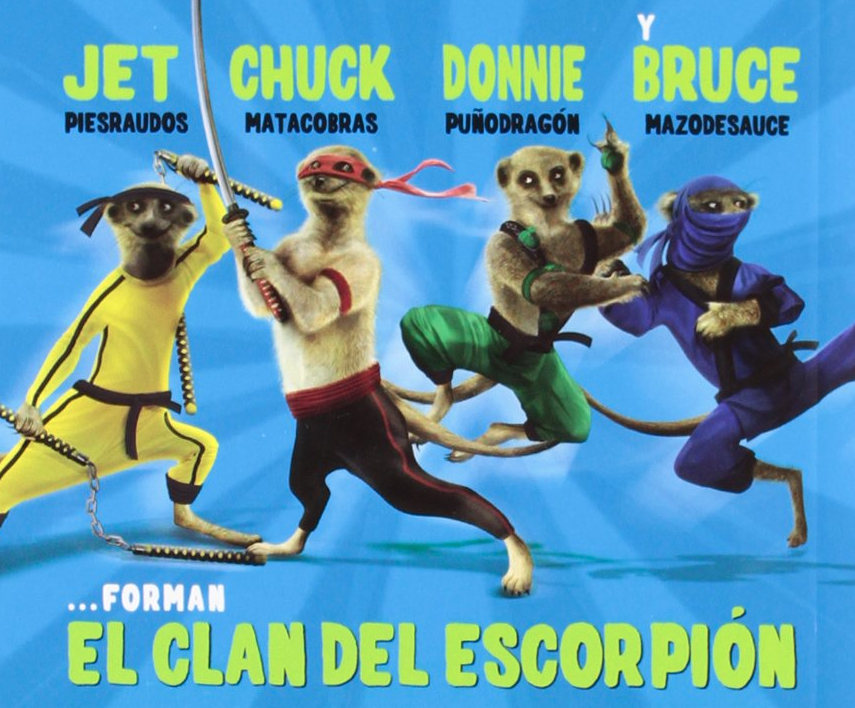 Y
JET CHUCK DONNIE BRUCE
PIESRAUDOS MATACOBRAS PUÑODRAGÓN MAZODESAUCE
...FORMAN
EL CLAN DEL ESCORPIÓN